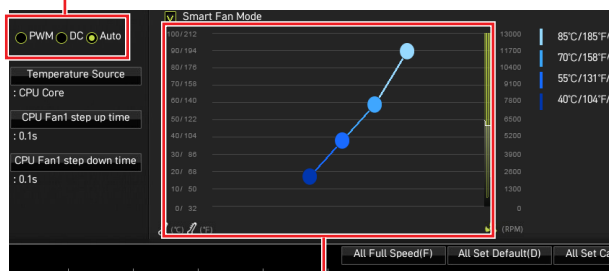 Smart Fan Mode
PWM DC Auto
Temperature Source
: CPU Core
CPU Fan1 step up time
: 0.1s
CPU Fan1 step down time
: 0.1s
100/212 13000
90/194 11700
80/176 10400
70/158 9100
60/140 7800
50/122 6500
40/104 5200
30/ 86 3900
20/ 68 2600
10/ 50 1300
0/ 32 0
(℃) (℉) (RPM)
85℃/185℉/
70℃/158℉/
55℃/131℉/
40℃/104℉/
All Full Speed(F) All Set Default(D) All Set Ca